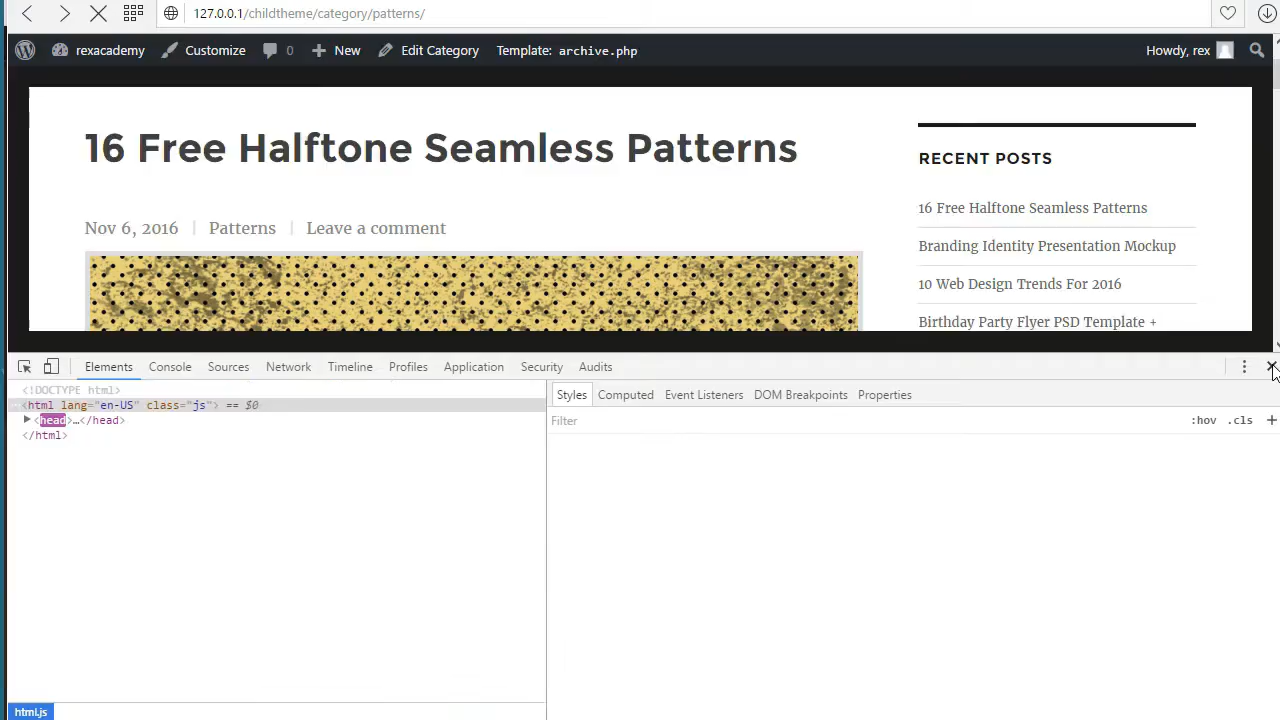 127.0.0.1/childtheme/category/patterns/
rexacademy Customize 0 New Edit Category Template: archive.php Howdy, rex
16 Free Halftone Seamless Patterns
Nov 6, 2016 Patterns Leave a comment
RECENT POSTS
16 Free Halftone Seamless Patterns
Branding Identity Presentation Mockup
10 Web Design Trends For 2016
Birthday Party Flyer PSD Template +
Elements Console Sources Network Timeline Profiles Application Security Audits
<!DOCTYPE html>
<html lang="en-US" class="js"> == $0
<head>…</head>
</html>
Styles Computed Event Listeners DOM Breakpoints Properties
Filter :hov .cls +
html.js